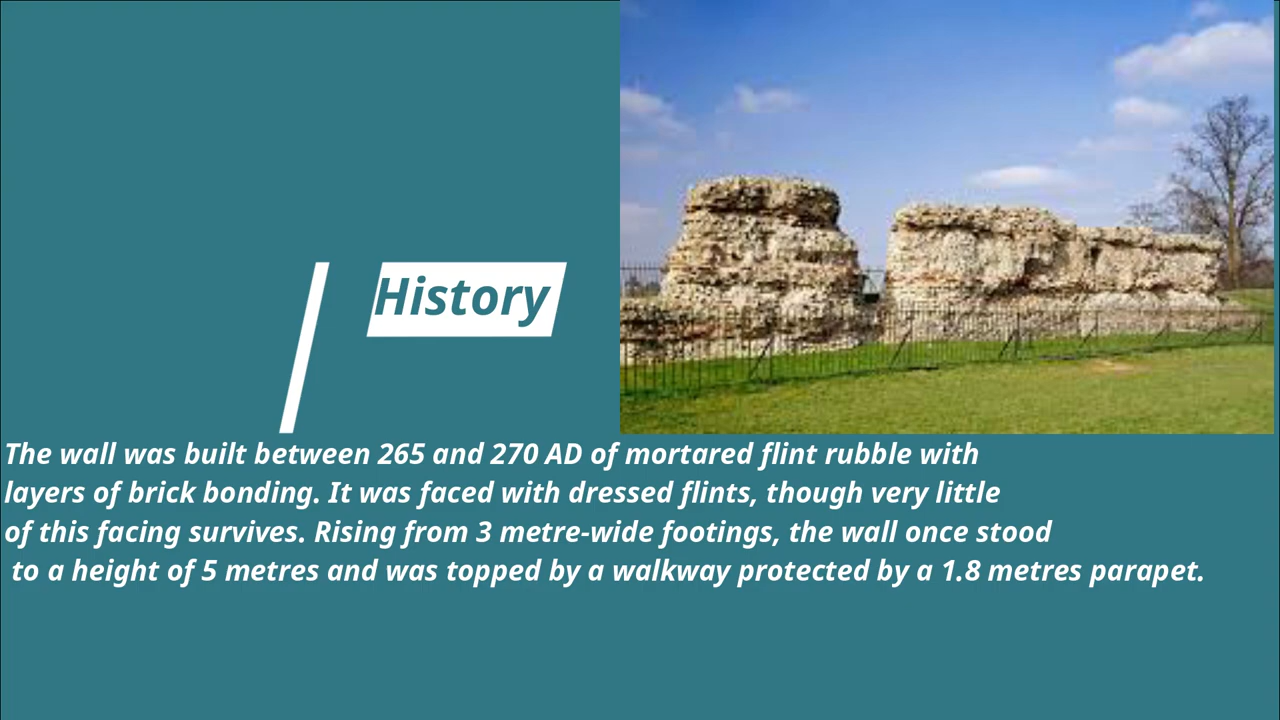 History
The wall was built between 265 and 270 AD of mortared flint rubble with
layers of brick bonding. It was faced with dressed flints, though very little
of this facing survives. Rising from 3 metre-wide footings, the wall once stood
to a height of 5 metres and was topped by a walkway protected by a 1.8 metres parapet.